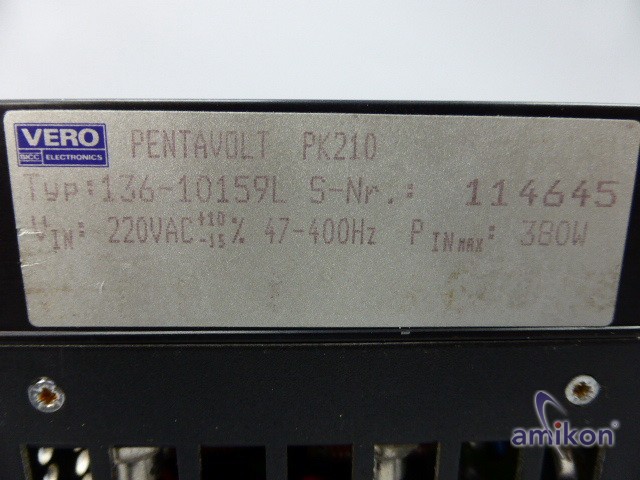 VERO
BICC ELECTRONICS
PENTAVOLT PK210
Typ: 136-10159L S-Nr.: 114645
VIN: 220VAC +10 -15 % 47-400Hz PIN MAX: 380W
amikon